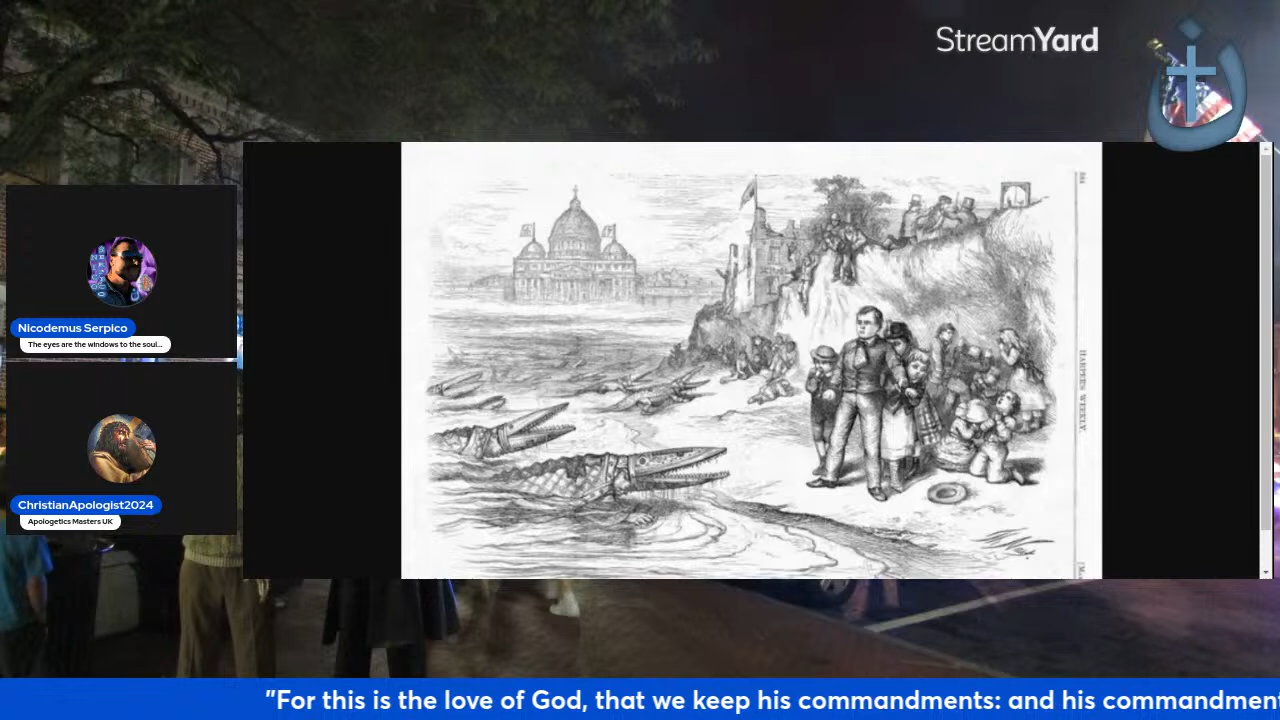 StreamYard
ن
Nicodemus Serpico
The eyes are the windows to the soul...
ChristianApologist2024
Apologetics Masters UK
HARPER'S WEEKLY.
"For this is the love of God, that we keep his commandments: and his commandment